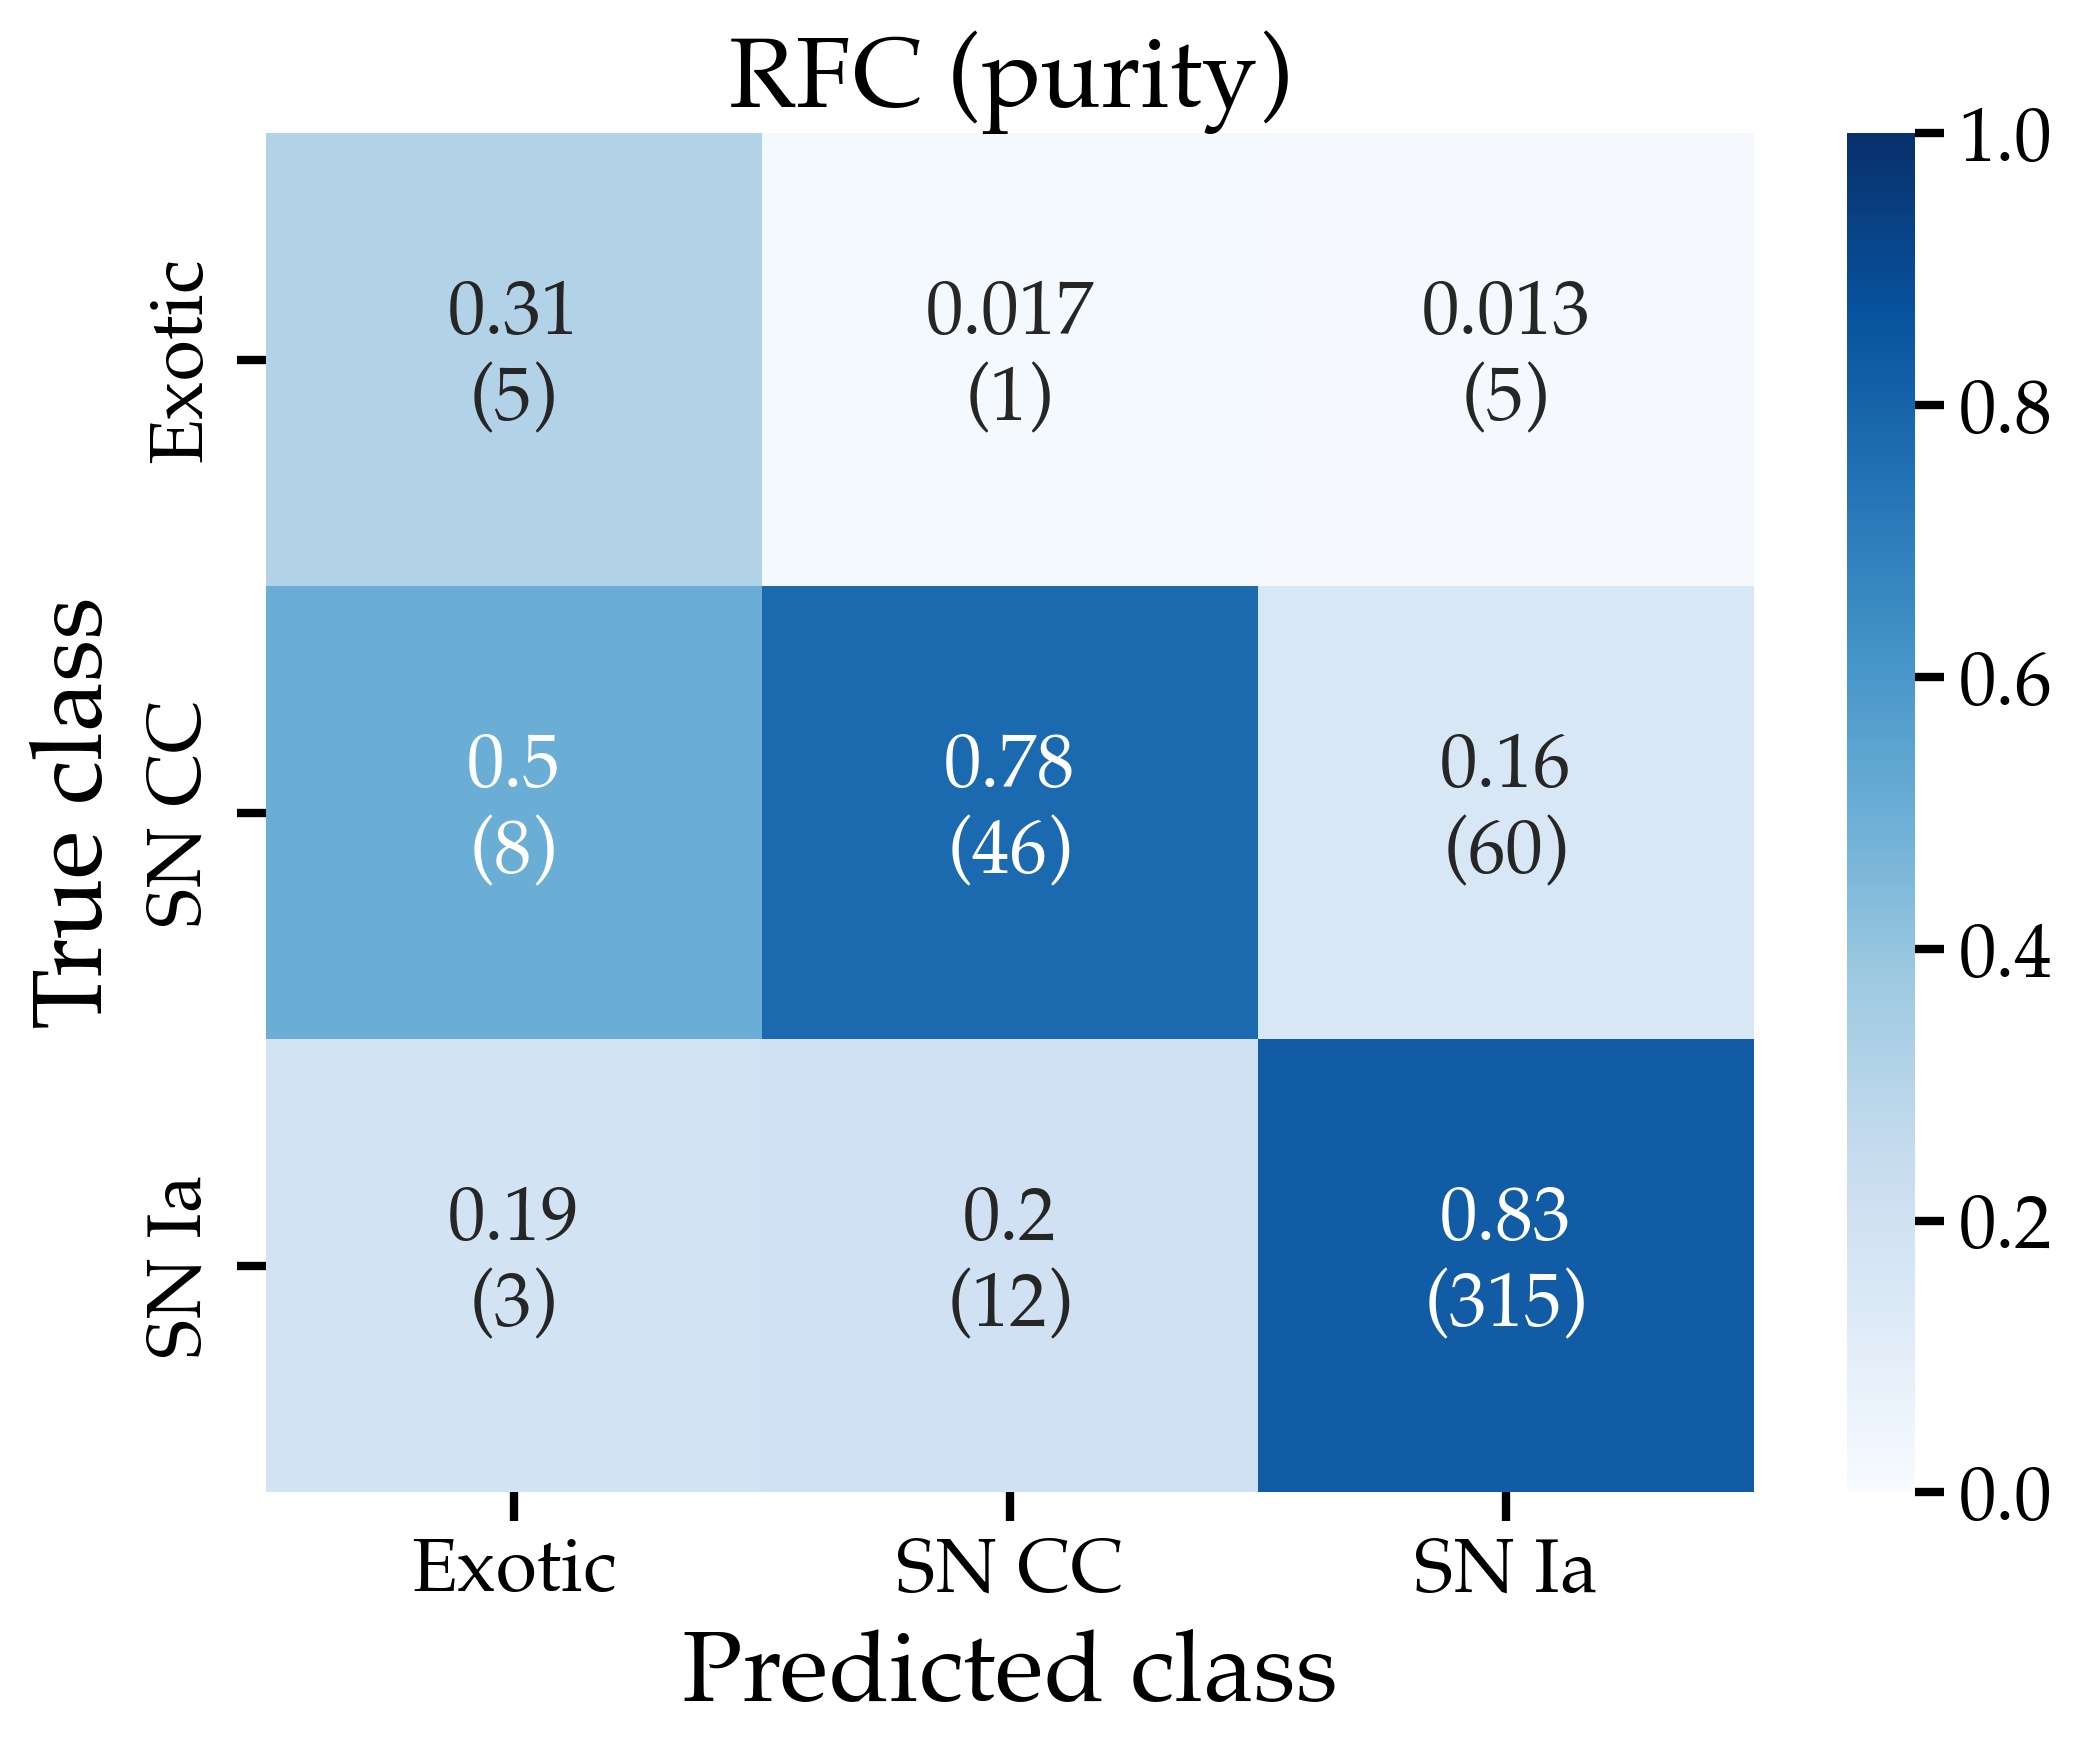 RFC (purity)
True class
Exotic
SN CC
SN Ia
0.31
(5)
0.017
(1)
0.013
(5)
0.5
(8)
0.78
(46)
0.16
(60)
0.19
(3)
0.2
(12)
0.83
(315)
Exotic
SN CC
SN Ia
Predicted class
1.0
0.8
0.6
0.4
0.2
0.0